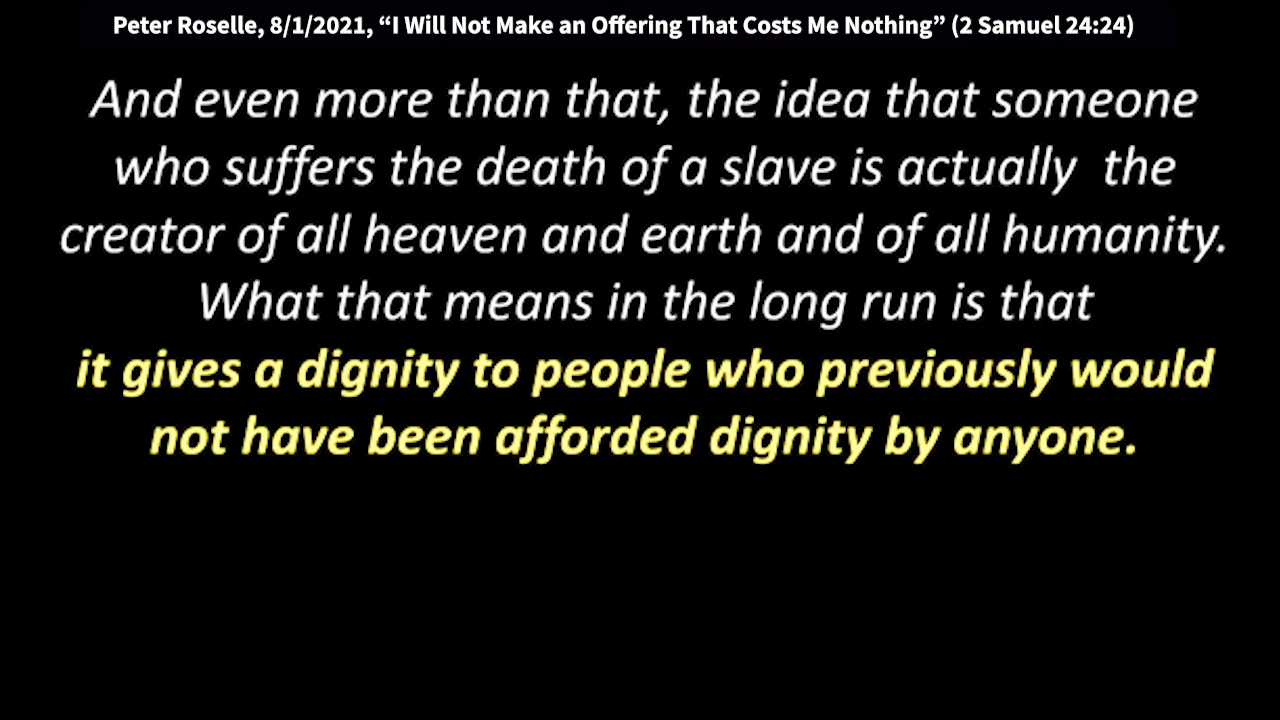 Peter Roselle, 8/1/2021, “I Will Not Make an Offering That Costs Me Nothing” (2 Samuel 24:24)
And even more than that, the idea that someone
who suffers the death of a slave is actually  the
creator of all heaven and earth and of all humanity.
What that means in the long run is that
it gives a dignity to people who previously would
not have been afforded dignity by anyone.